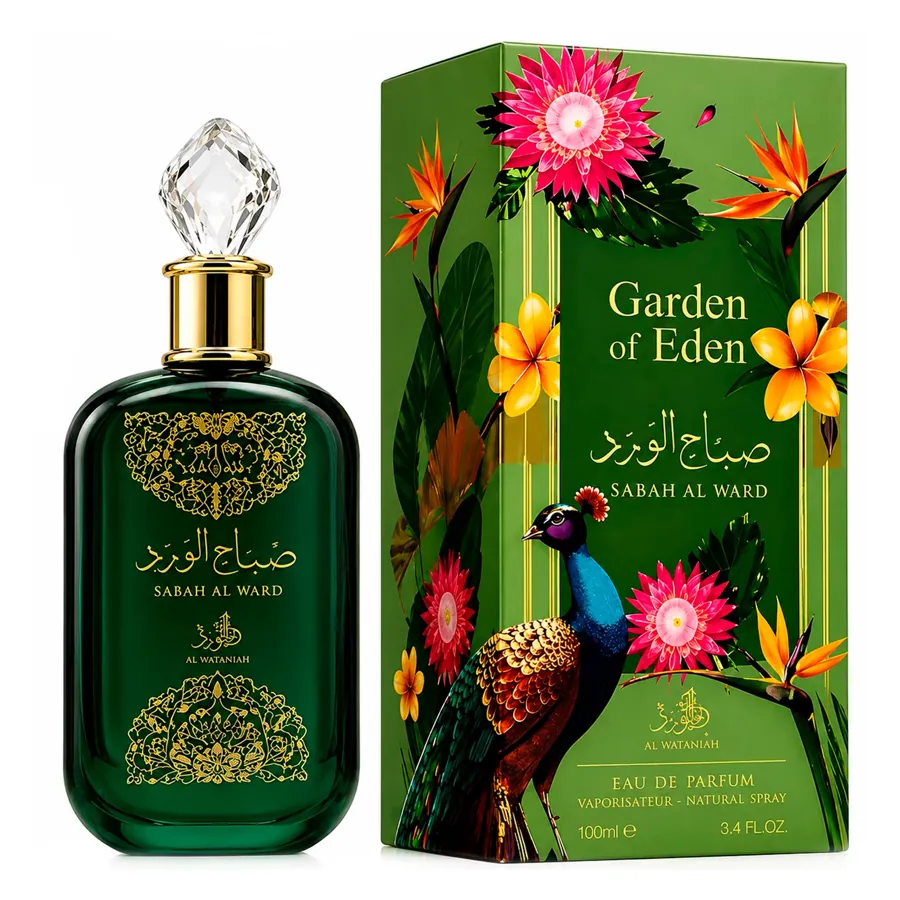 صباح الورد
SABAH AL WARD
AL WATANIAH
Garden
of Eden
صباح الورد
SABAH AL WARD
AL WATANIAH
EAU DE PARFUM
VAPORISATEUR - NATURAL SPRAY
100ml ℮
3.4 FL.OZ.